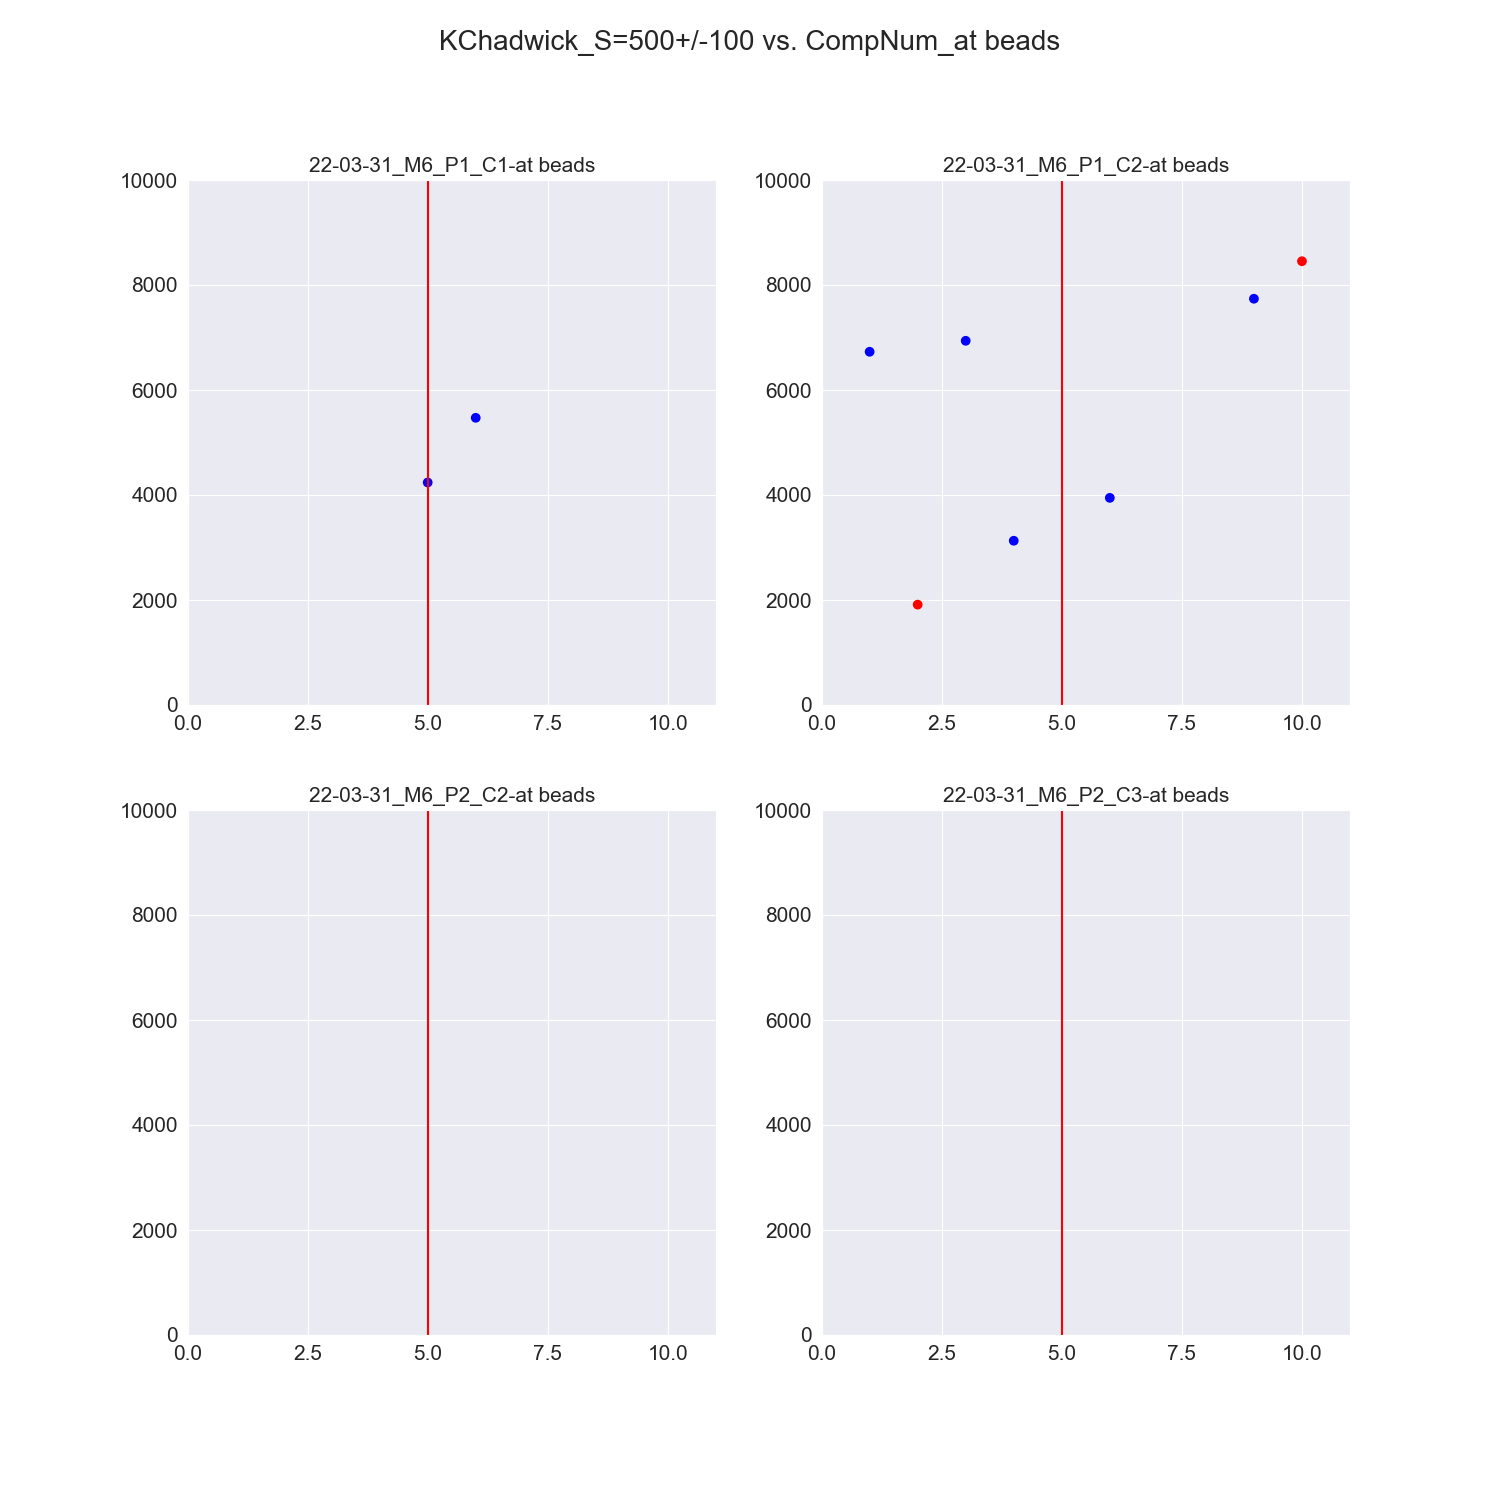 KChadwick_S=500+/-100 vs. CompNum_at beads
22-03-31_M6_P1_C1-at beads
10000
8000
6000
4000
2000
0
0.0 2.5 5.0 7.5 10.0
22-03-31_M6_P1_C2-at beads
10000
8000
6000
4000
2000
0
0.0 2.5 5.0 7.5 10.0
22-03-31_M6_P2_C2-at beads
10000
8000
6000
4000
2000
0
0.0 2.5 5.0 7.5 10.0
22-03-31_M6_P2_C3-at beads
10000
8000
6000
4000
2000
0
0.0 2.5 5.0 7.5 10.0